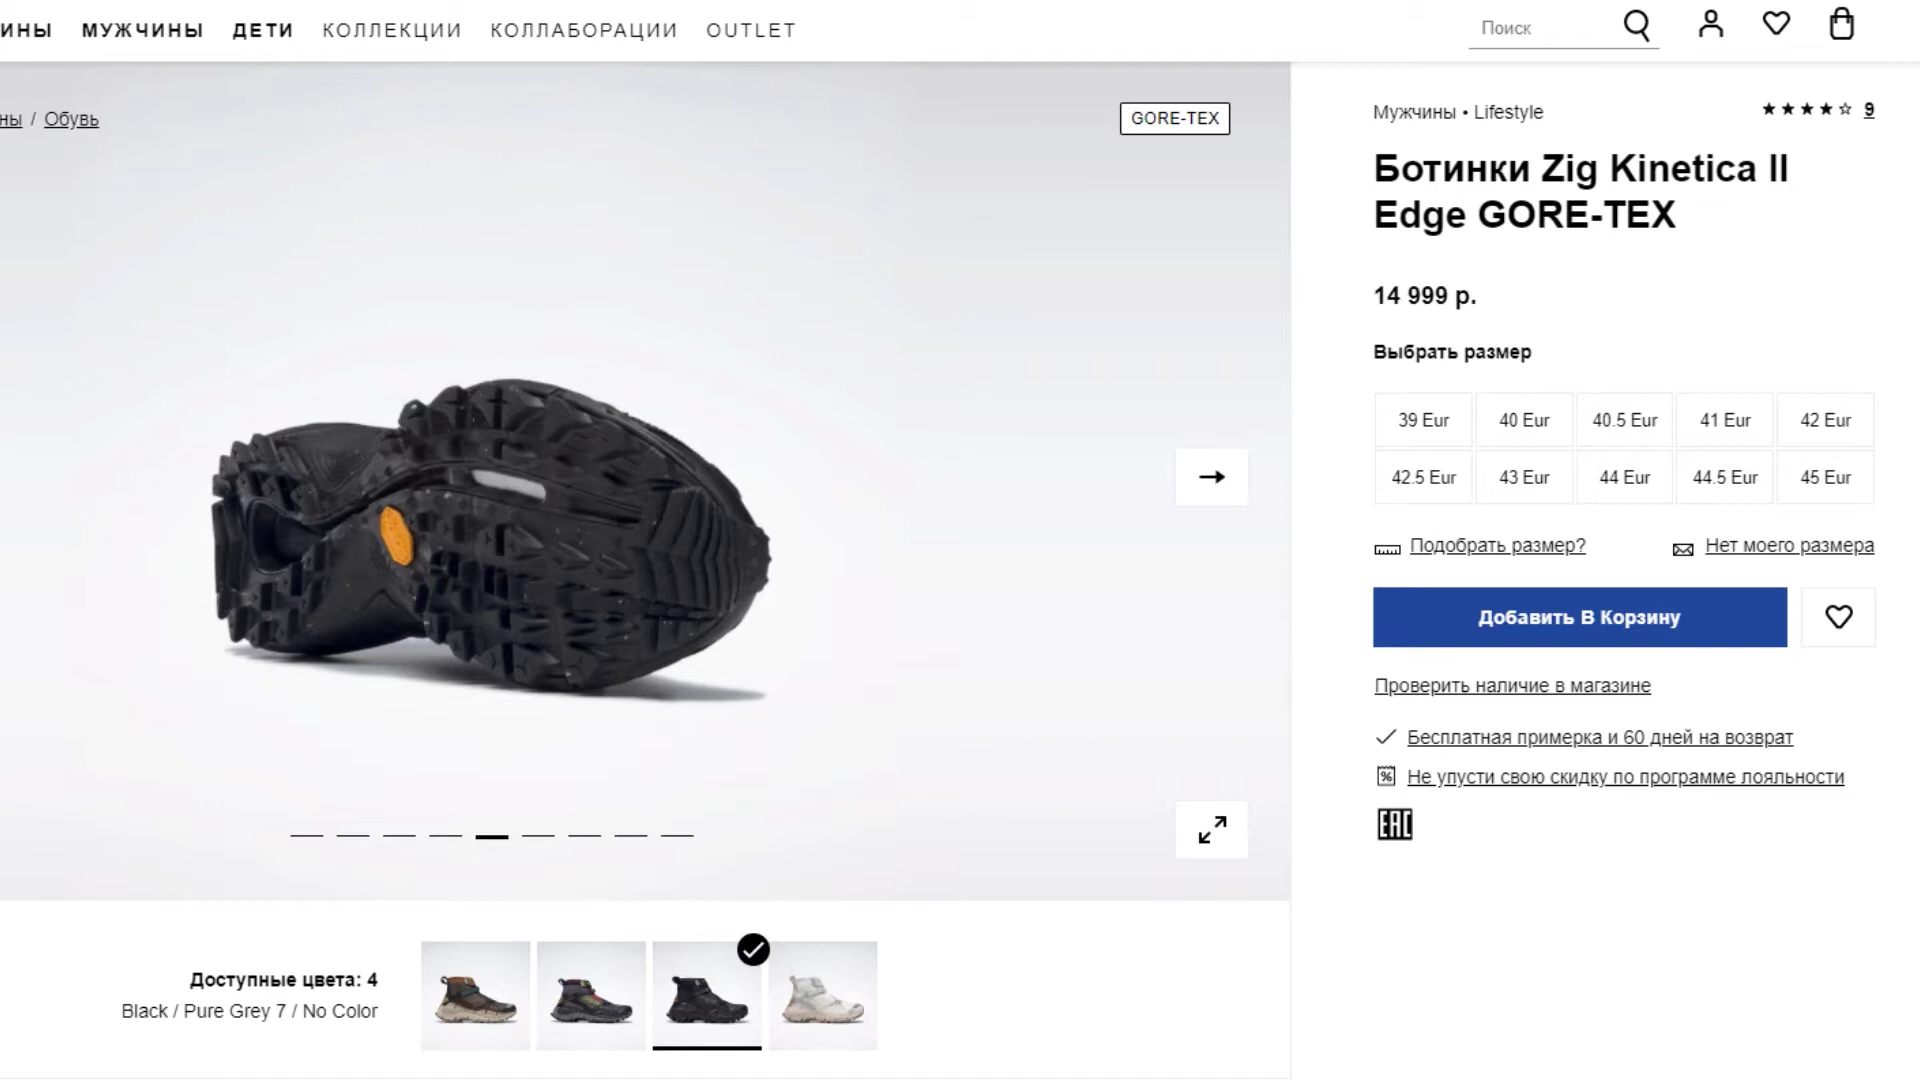 ИНЫ МУЖЧИНЫ ДЕТИ КОЛЛЕКЦИИ КОЛЛАБОРАЦИИ OUTLET Поиск
ны / Обувь
GORE-TEX
Мужчины • Lifestyle 9
Ботинки Zig Kinetica II
Edge GORE-TEX
14 999 р.
Выбрать размер
39 Eur 40 Eur 40.5 Eur 41 Eur 42 Eur
42.5 Eur 43 Eur 44 Eur 44.5 Eur 45 Eur
Подобрать размер? Нет моего размера
Добавить В Корзину
Проверить наличие в магазине
Бесплатная примерка и 60 дней на возврат
Не упусти свою скидку по программе лояльности
EAC
Доступные цвета: 4
Black / Pure Grey 7 / No Color